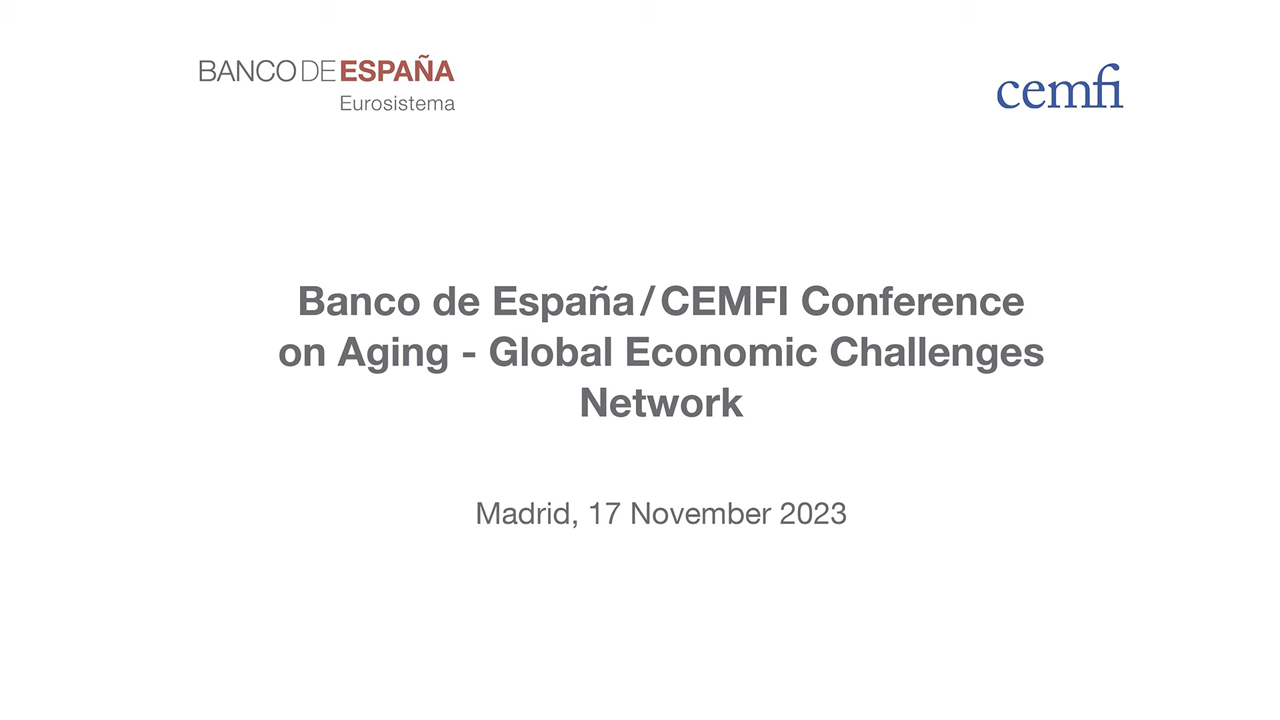 BANCO DE ESPAÑA
Eurosistema
cemfi
Banco de España/CEMFI Conference
on Aging - Global Economic Challenges
Network
Madrid, 17 November 2023